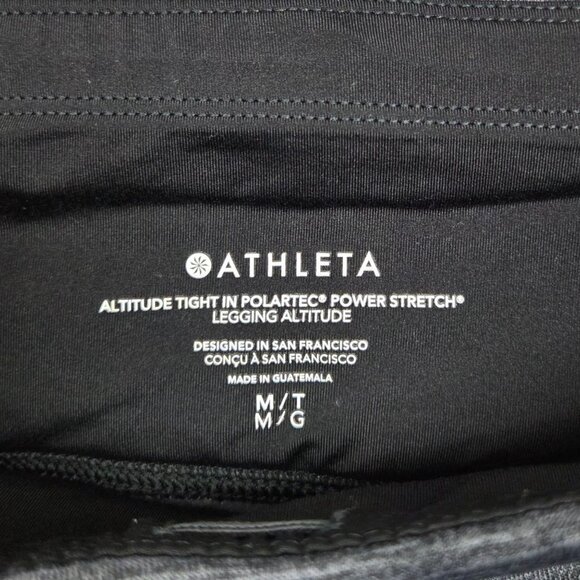 ATHLETA
ALTITUDE TIGHT IN POLARTEC® POWER STRETCH®
LEGGING ALTITUDE
DESIGNED IN SAN FRANCISCO
CONÇU À SAN FRANCISCO
MADE IN GUATEMALA
M/T
M/G